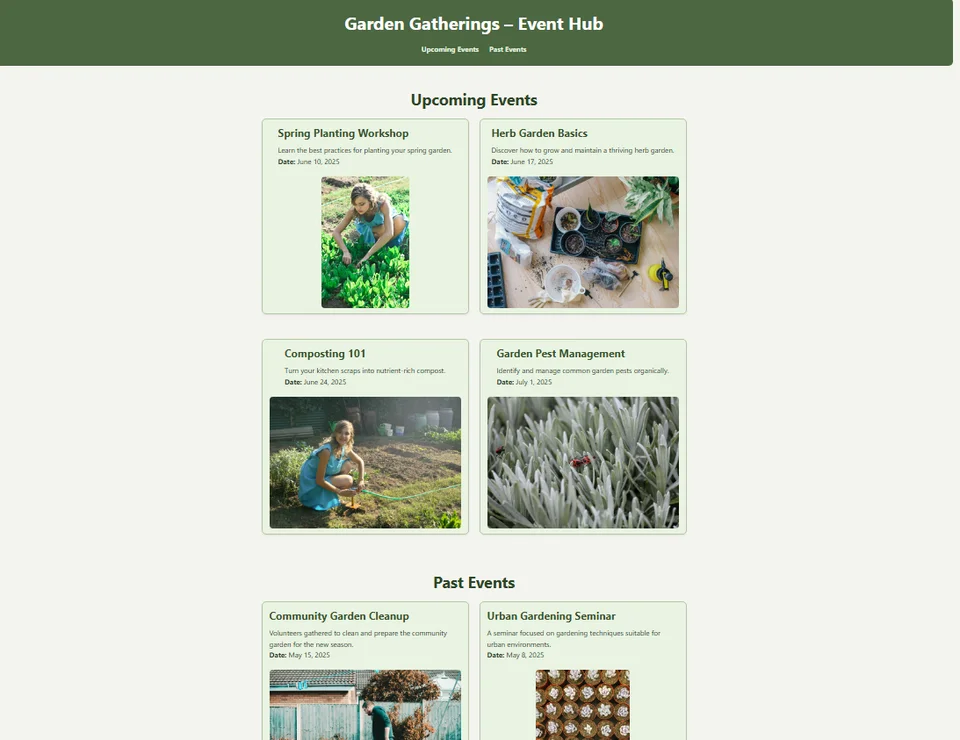 Garden Gatherings – Event Hub
Upcoming Events Past Events
Upcoming Events
Spring Planting Workshop
Learn the best practices for planting your spring garden.
Date: June 10, 2025
Herb Garden Basics
Discover how to grow and maintain a thriving herb garden.
Date: June 17, 2025
Composting 101
Turn your kitchen scraps into nutrient-rich compost.
Date: June 24, 2025
Garden Pest Management
Identify and manage common garden pests organically.
Date: July 1, 2025
Past Events
Community Garden Cleanup
Volunteers gathered to clean and prepare the community
garden for the new season.
Date: May 15, 2025
Urban Gardening Seminar
A seminar focused on gardening techniques suitable for
urban environments.
Date: May 8, 2025